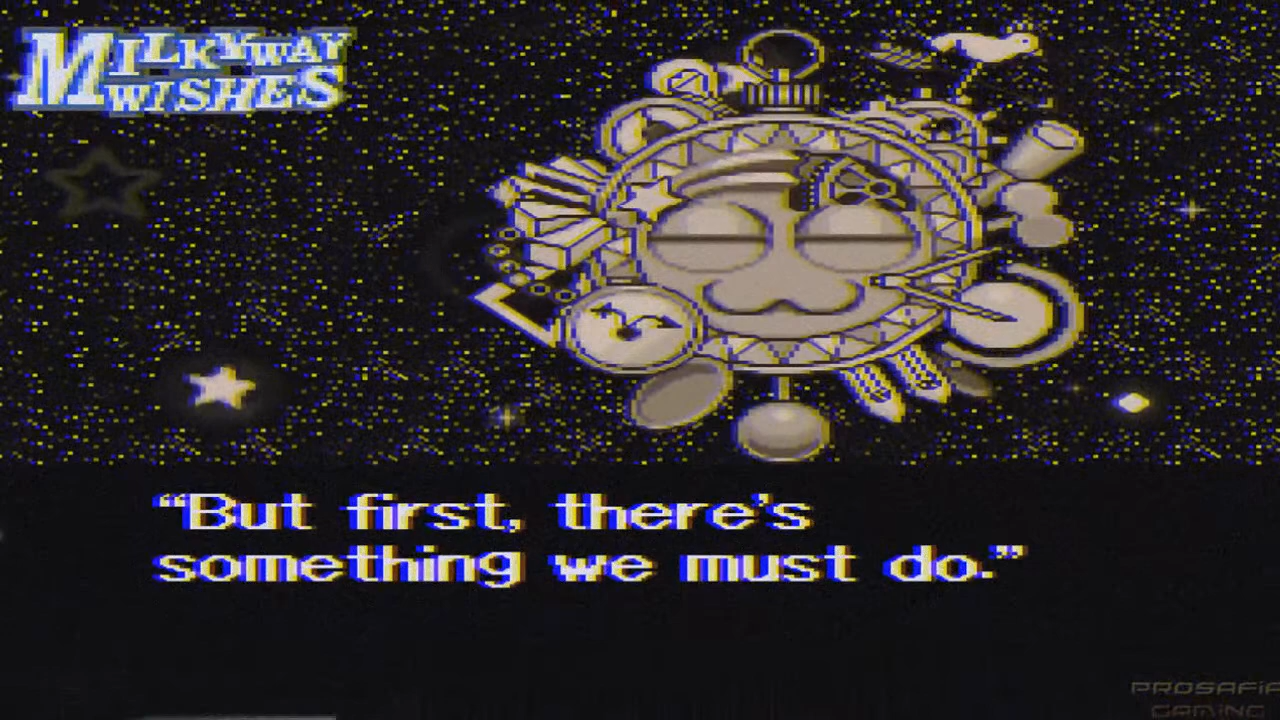 MILKYWAY
WISHES
“But first, there's
something we must do.”
PROSAFIA
GAMING